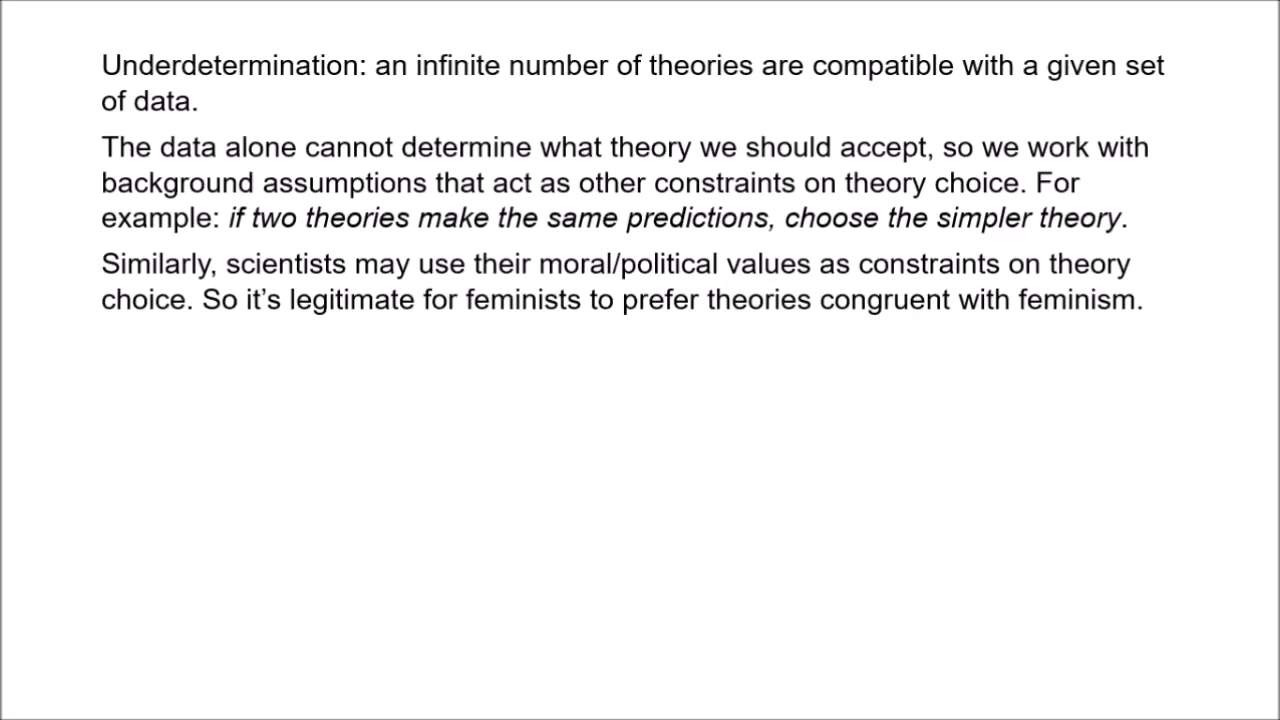 Underdetermination: an infinite number of theories are compatible with a given set
of data.
The data alone cannot determine what theory we should accept, so we work with
background assumptions that act as other constraints on theory choice. For
example: if two theories make the same predictions, choose the simpler theory.
Similarly, scientists may use their moral/political values as constraints on theory
choice. So it’s legitimate for feminists to prefer theories congruent with feminism.